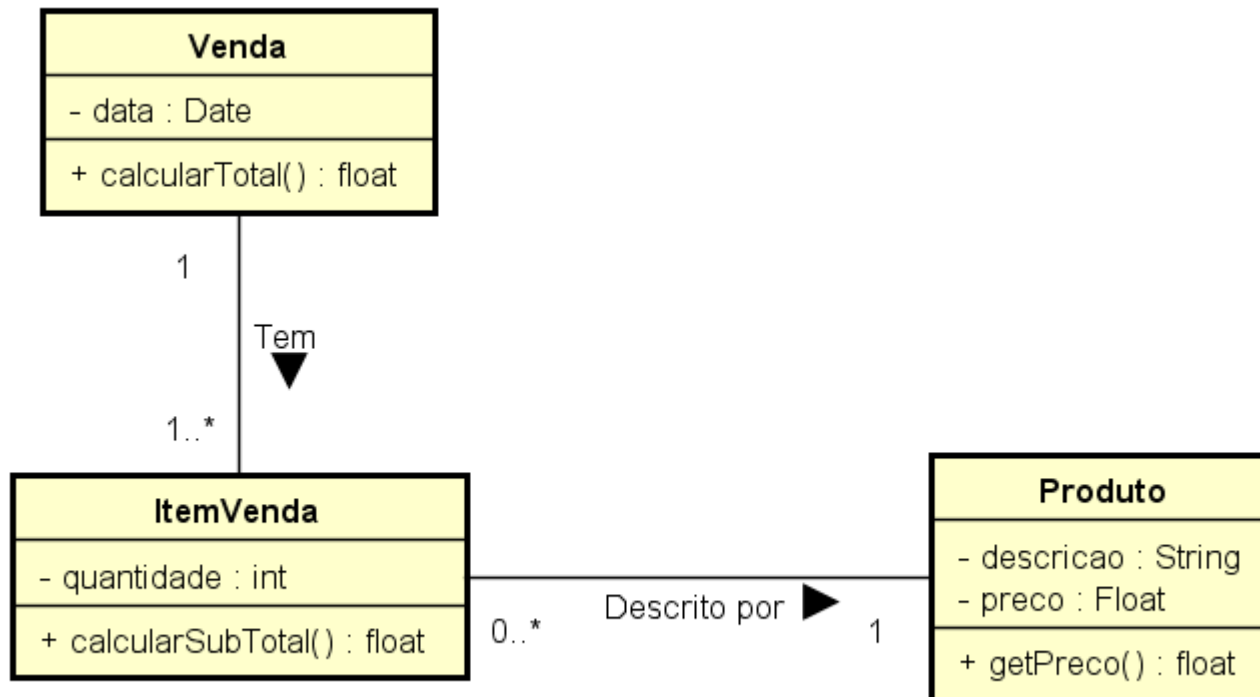 Venda
- data : Date
+ calcularTotal() : float
1
Tem
1..*
ItemVenda
- quantidade : int
+ calcularSubTotal() : float
0..*
Descrito por
1
Produto
- descricao : String
- preco : Float
+ getPreco() : float